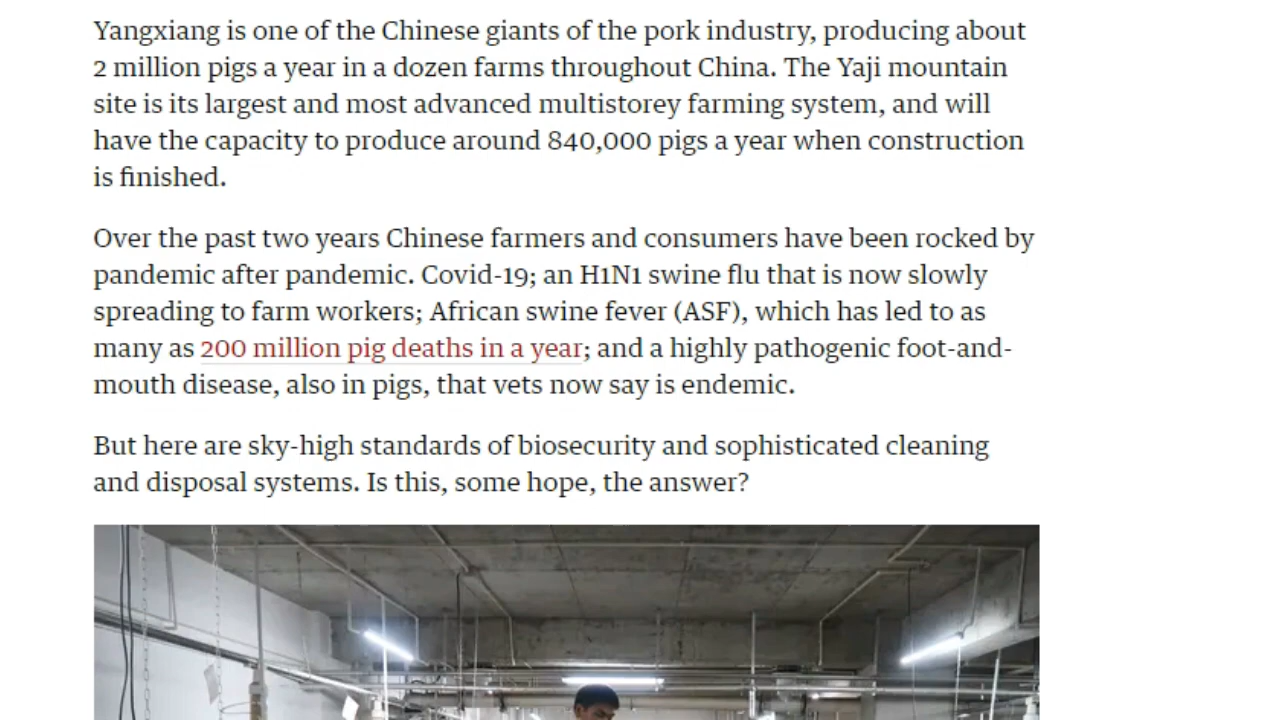 Yangxiang is one of the Chinese giants of the pork industry, producing about
2 million pigs a year in a dozen farms throughout China. The Yaji mountain
site is its largest and most advanced multistorey farming system, and will
have the capacity to produce around 840,000 pigs a year when construction
is finished.
Over the past two years Chinese farmers and consumers have been rocked by
pandemic after pandemic. Covid-19; an H1N1 swine flu that is now slowly
spreading to farm workers; African swine fever (ASF), which has led to as
many as 200 million pig deaths in a year; and a highly pathogenic foot-and-
mouth disease, also in pigs, that vets now say is endemic.
But here are sky-high standards of biosecurity and sophisticated cleaning
and disposal systems. Is this, some hope, the answer?